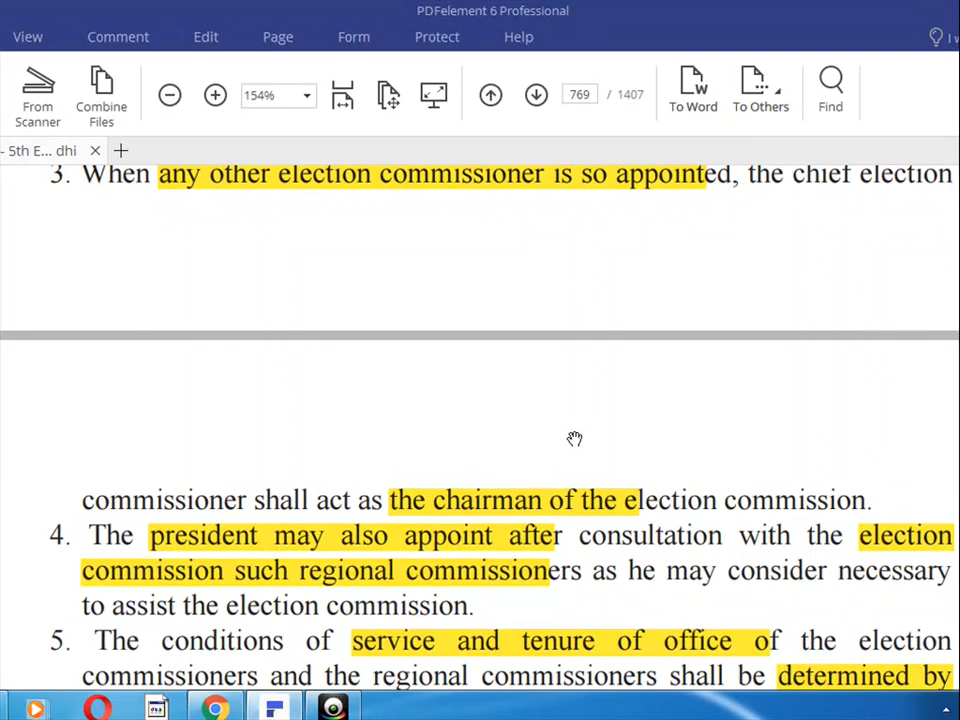 PDFelement 6 Professional
View Comment Edit Page Form Protect Help
154% 769 / 1407
From Scanner Combine Files To Word To Others Find
- 5th E... dhi
3. When any other election commissioner is so appointed, the chief election
commissioner shall act as the chairman of the election commission.
4. The president may also appoint after consultation with the election
commission such regional commissioners as he may consider necessary
to assist the election commission.
5. The conditions of service and tenure of office of the election
commissioners and the regional commissioners shall be determined by